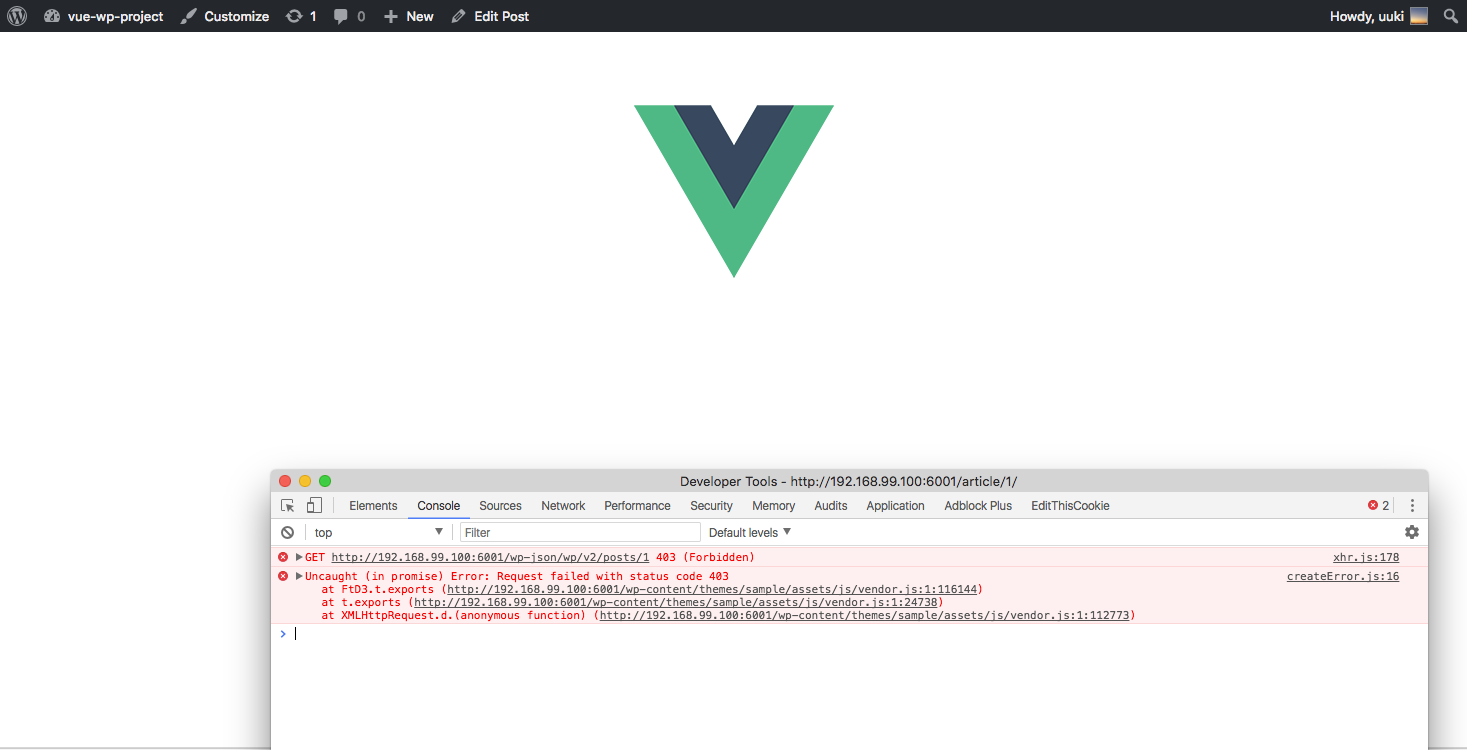 vue-wp-project Customize 1 0 New Edit Post Howdy, uuki
Developer Tools - http://192.168.99.100:6001/article/1/
Elements Console Sources Network Performance Security Memory Audits Application Adblock Plus EditThisCookie 2
top Filter Default levels
GET http://192.168.99.100:6001/wp-json/wp/v2/posts/1 403 (Forbidden) xhr.js:178
Uncaught (in promise) Error: Request failed with status code 403 createError.js:16
at FtD3.t.exports (http://192.168.99.100:6001/wp-content/themes/sample/assets/js/vendor.js:1:116144)
at t.exports (http://192.168.99.100:6001/wp-content/themes/sample/assets/js/vendor.js:1:24738)
at XMLHttpRequest.d.(anonymous function) (http://192.168.99.100:6001/wp-content/themes/sample/assets/js/vendor.js:1:112773)